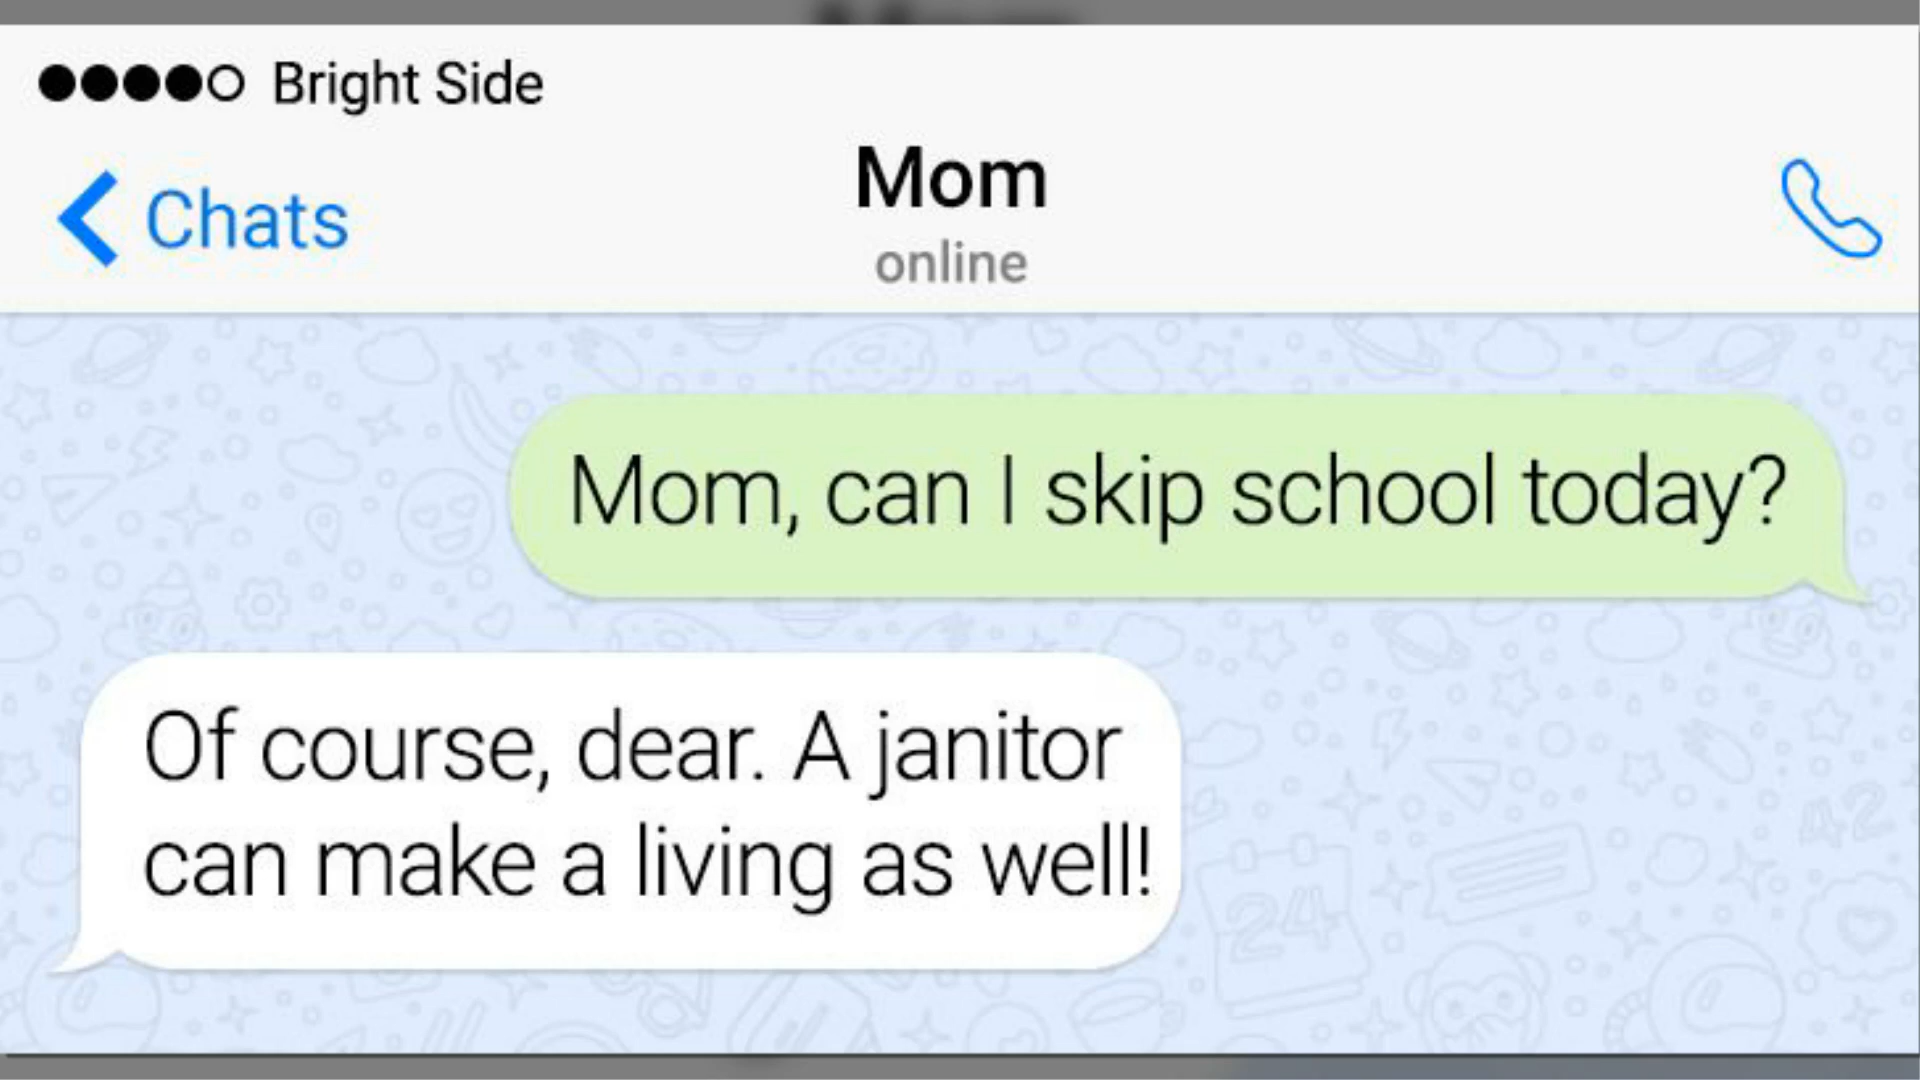 Bright Side
Chats
Mom
online
Mom, can I skip school today?
Of course, dear. A janitor
can make a living as well!